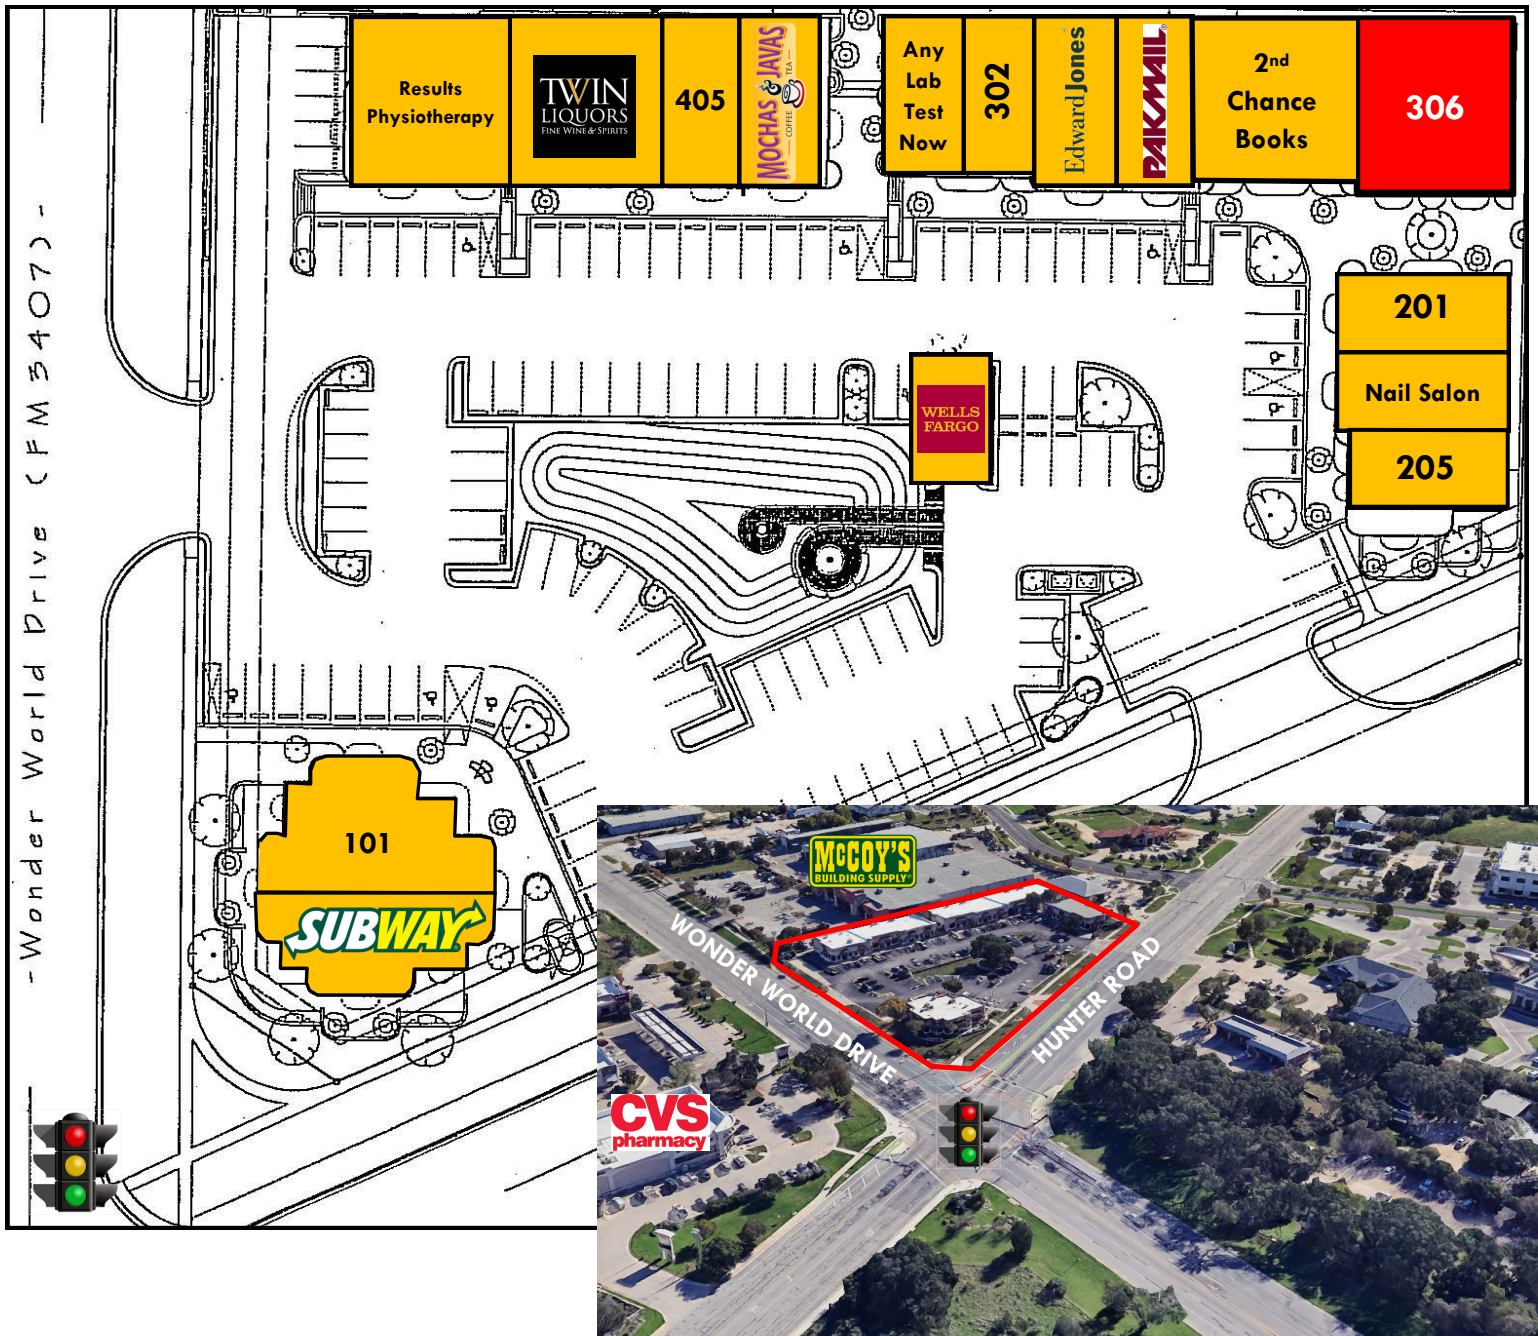 Results
Physiotherapy
TWIN
LIQUORS
FINE WINE & SPIRITS
405
MOCHAS & JAVAS
COFFEE TEA
Any
Lab
Test
Now
302
Edward Jones
PAKMAIL®
2nd
Chance
Books
306
201
Nail Salon
205
WELLS
FARGO
-Wonder World Drive (FM 3407)-
101
SUBWAY
McCOY'S
BUILDING SUPPLY
WONDER WORLD DRIVE
HUNTER ROAD
CVS
pharmacy